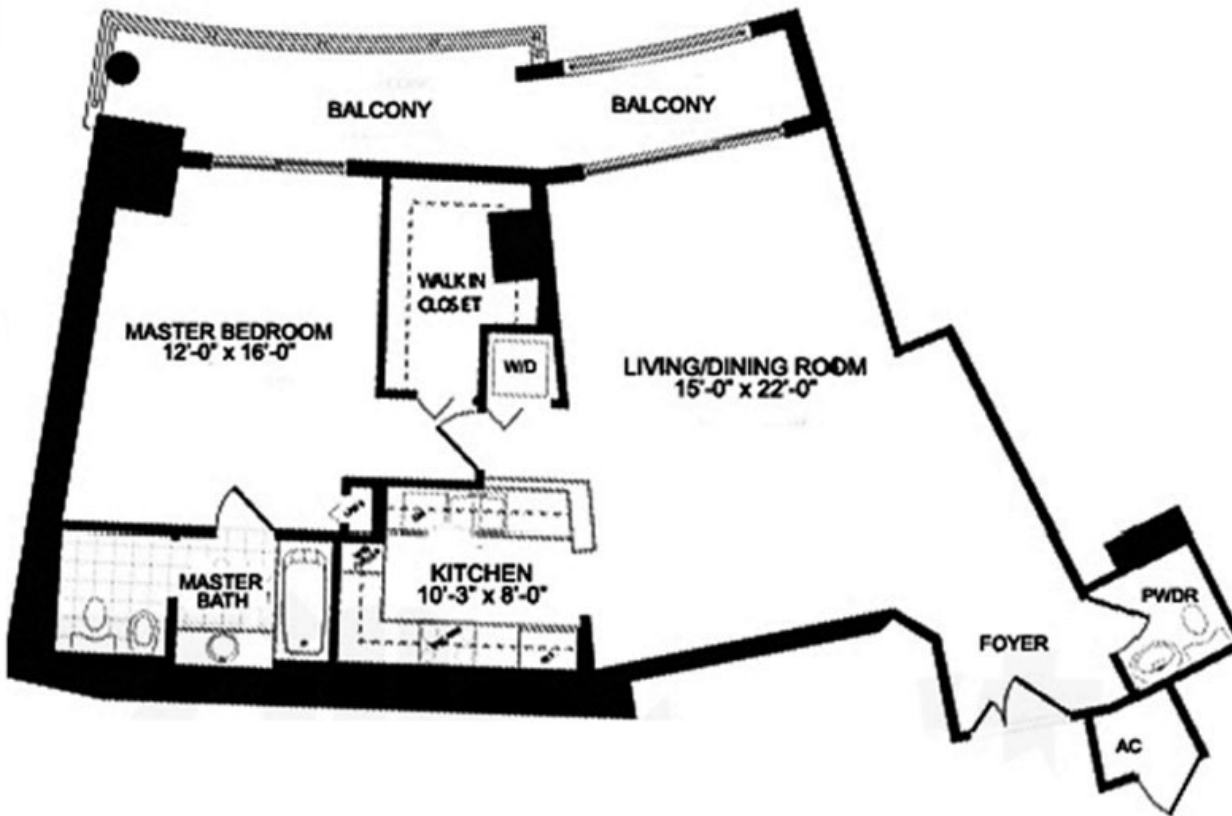 BALCONY
BALCONY
WALK IN
CLOSET
MASTER BEDROOM
12'-0" x 16'-0"
W/D
LIVING/DINING ROOM
15'-0" x 22'-0"
KITCHEN
10'-3" x 8'-0"
MASTER
BATH
PWDR
FOYER
AC